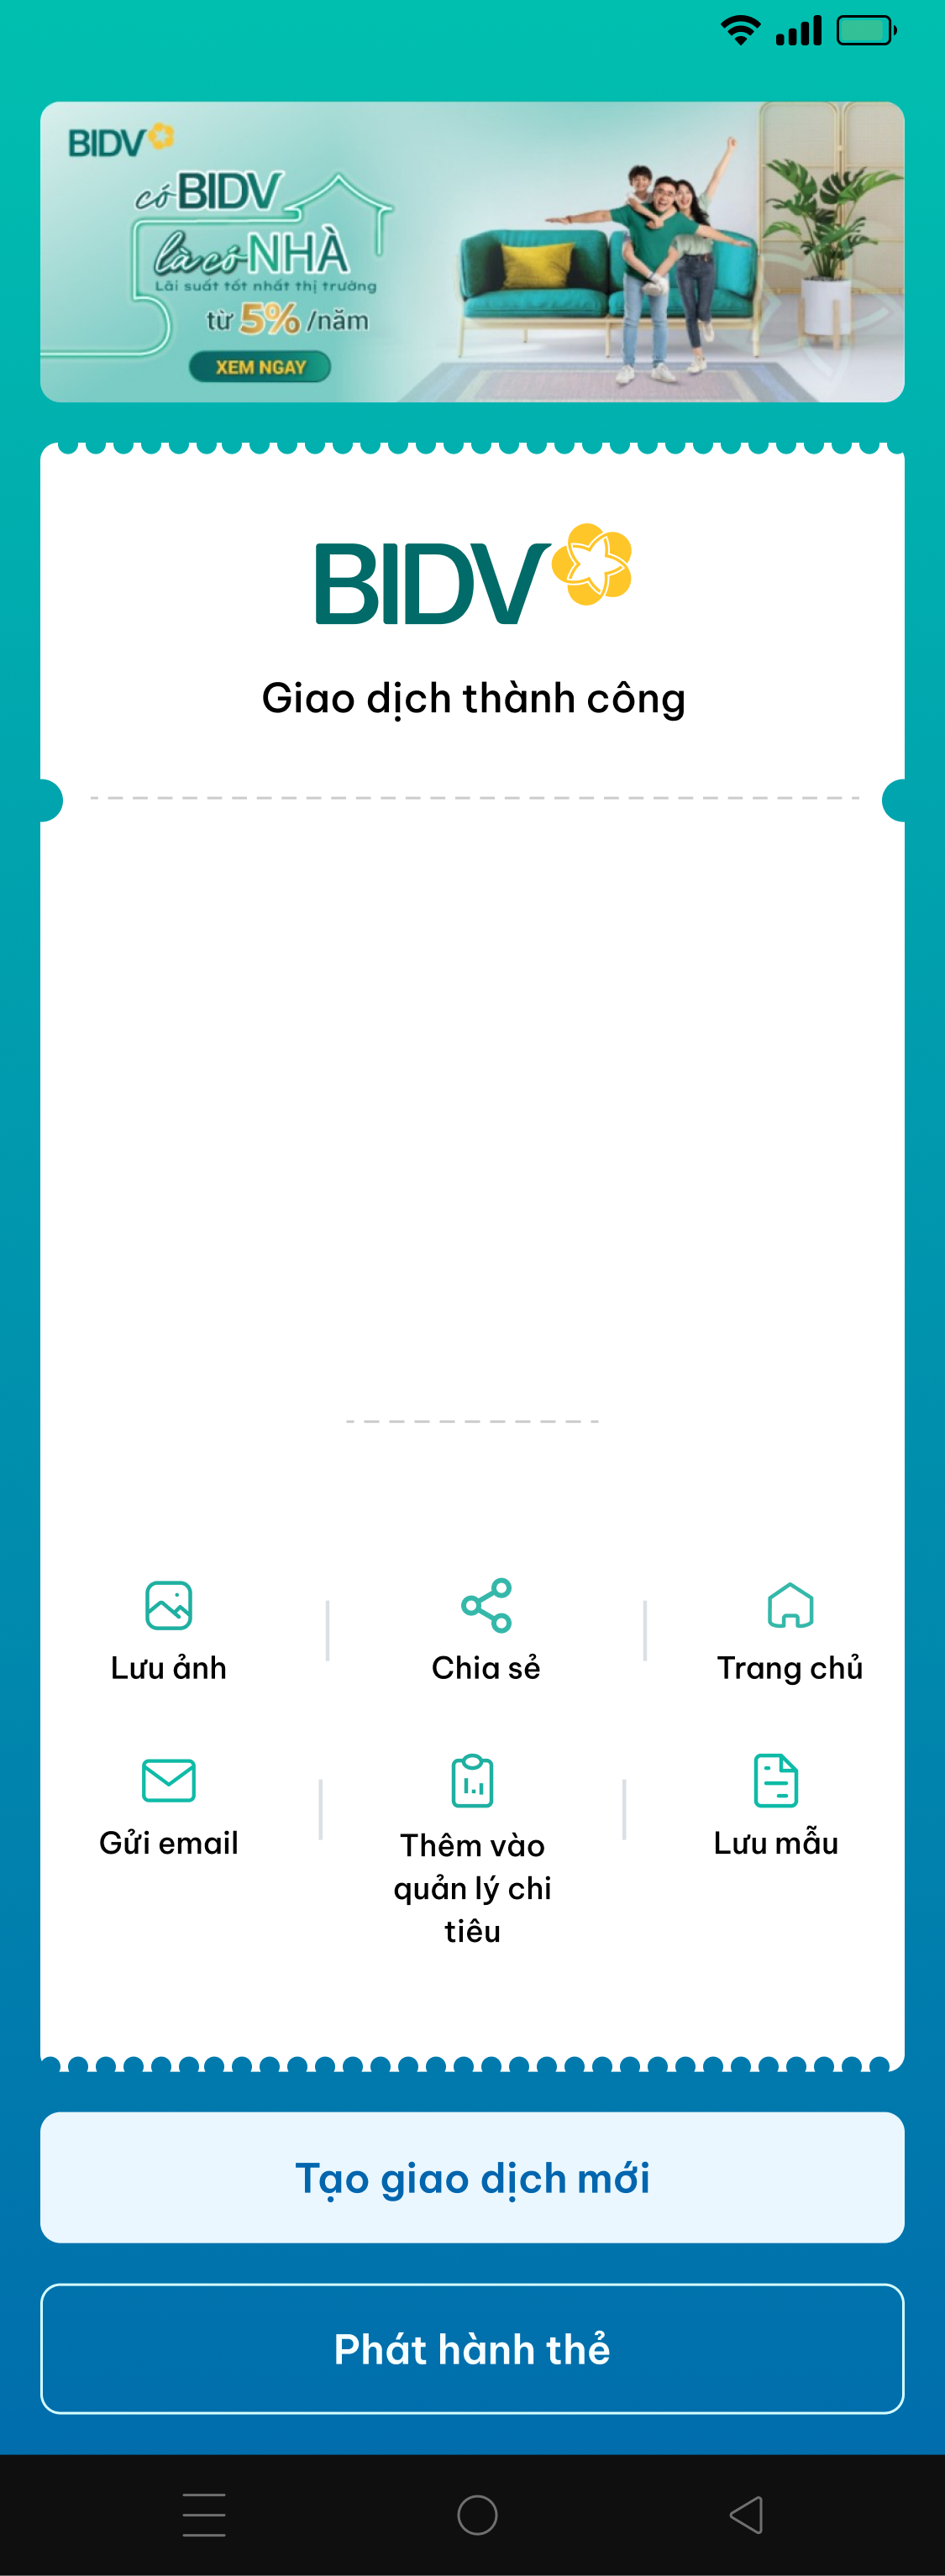 BIDV
có BIDV
là có NHÀ
Lãi suất tốt nhất thị trường
từ 5% /năm
XEM NGAY
BIDV
Giao dịch thành công
Lưu ảnh
Chia sẻ
Trang chủ
Gửi email
Thêm vào
quản lý chi
tiêu
Lưu mẫu
Tạo giao dịch mới
Phát hành thẻ